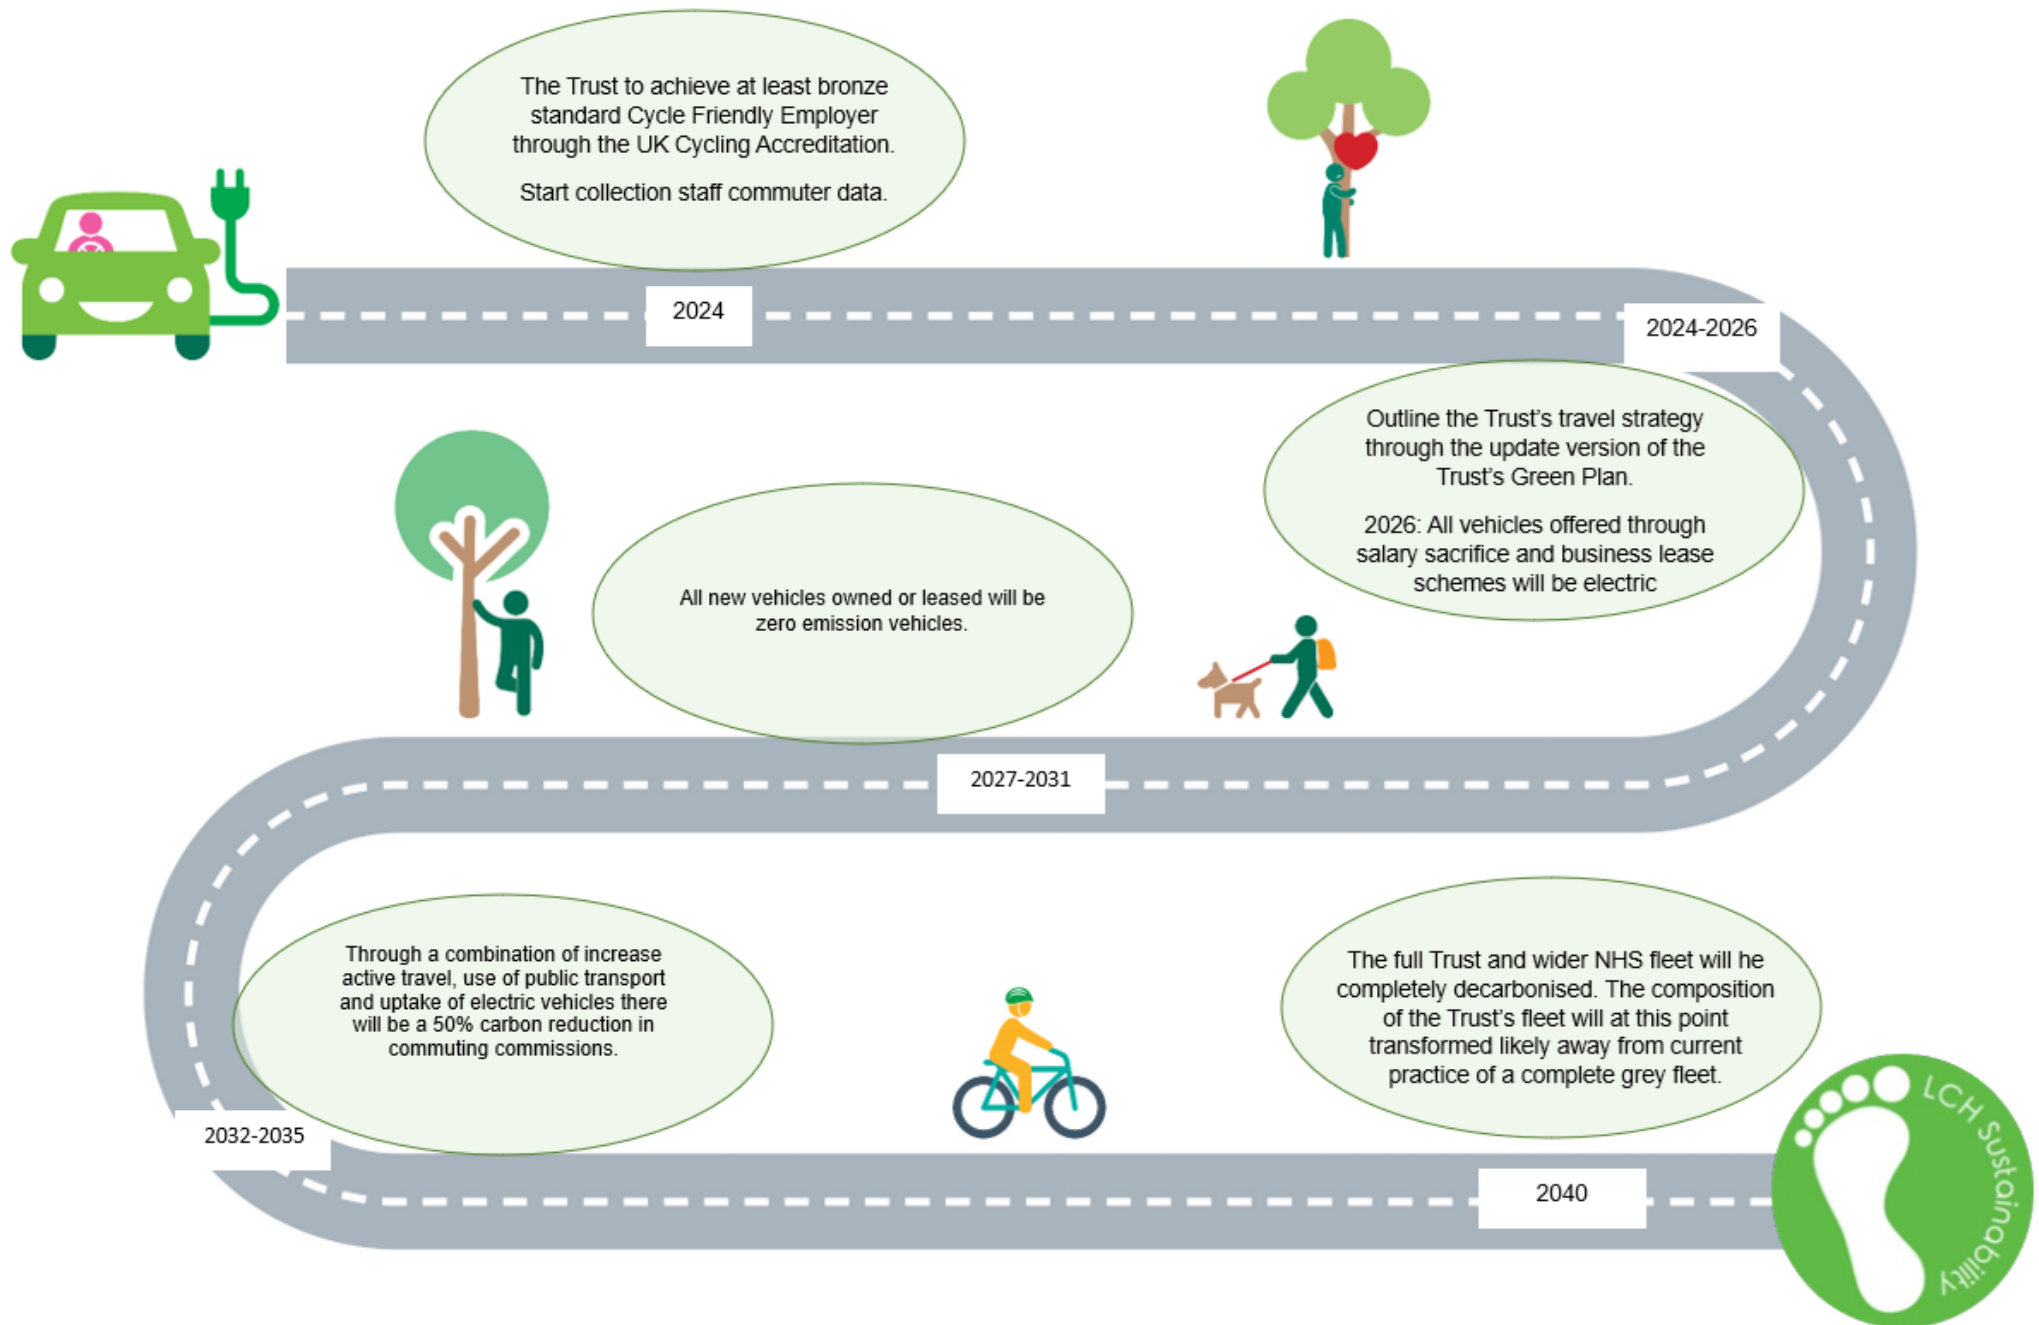 The Trust to achieve at least bronze
standard Cycle Friendly Employer
through the UK Cycling Accreditation.
Start collection staff commuter data.
2024
2024-2026
Outline the Trust's travel strategy
through the update version of the
Trust's Green Plan.
2026: All vehicles offered through
salary sacrifice and business lease
schemes will be electric
All new vehicles owned or leased will be
zero emission vehicles.
2027-2031
Through a combination of increase
active travel, use of public transport
and uptake of electric vehicles there
will be a 50% carbon reduction in
commuting commissions.
2032-2035
The full Trust and wider NHS fleet will he
completely decarbonised. The composition
of the Trust's fleet will at this point
transformed likely away from current
practice of a complete grey fleet.
2040
LCH Sustainability